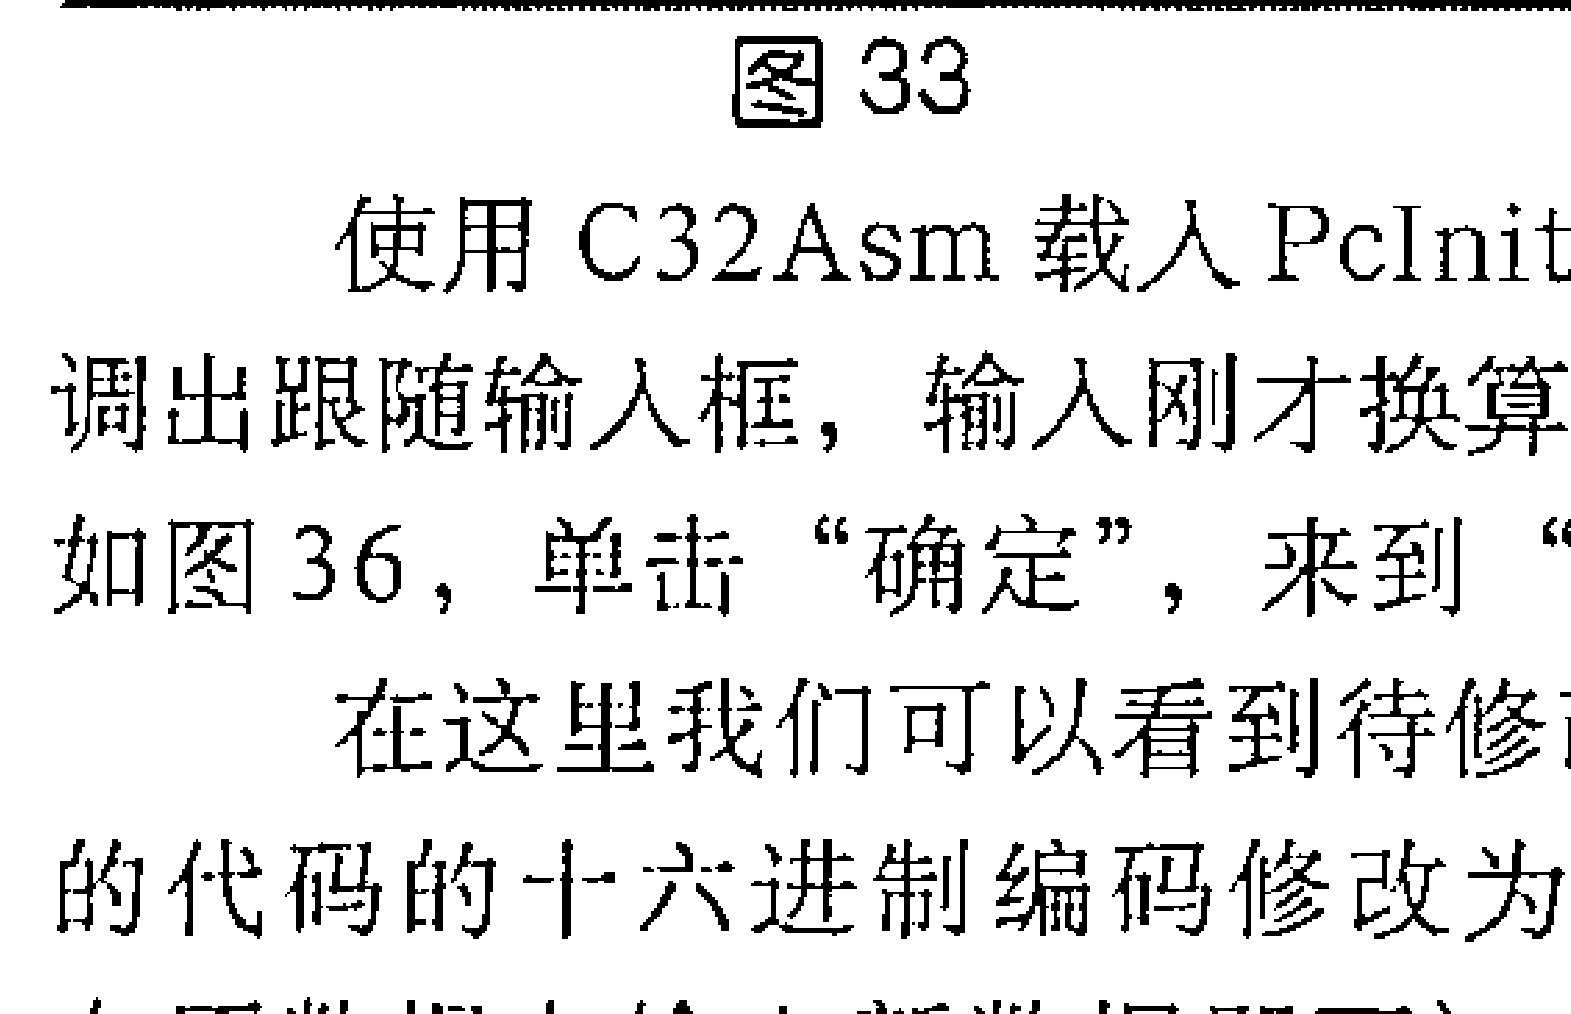 图 33
使用 C32Asm 载入 PcInit
调出跟随输入框，输入刚才换算
如图 36，单击“确定”，来到“
在这里我们可以看到待修
的代码的十六进制编码修改为